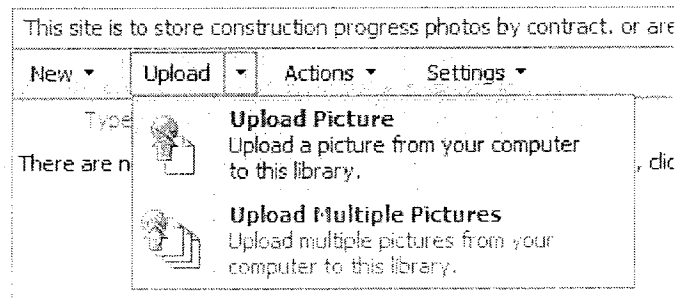 This site is to store construction progress photos by contract. or are
New Upload Actions Settings
Type
Upload Picture
Upload a picture from your computer
to this library.
There are n , clic
Upload Multiple Pictures
Upload multiple pictures from your
computer to this library.